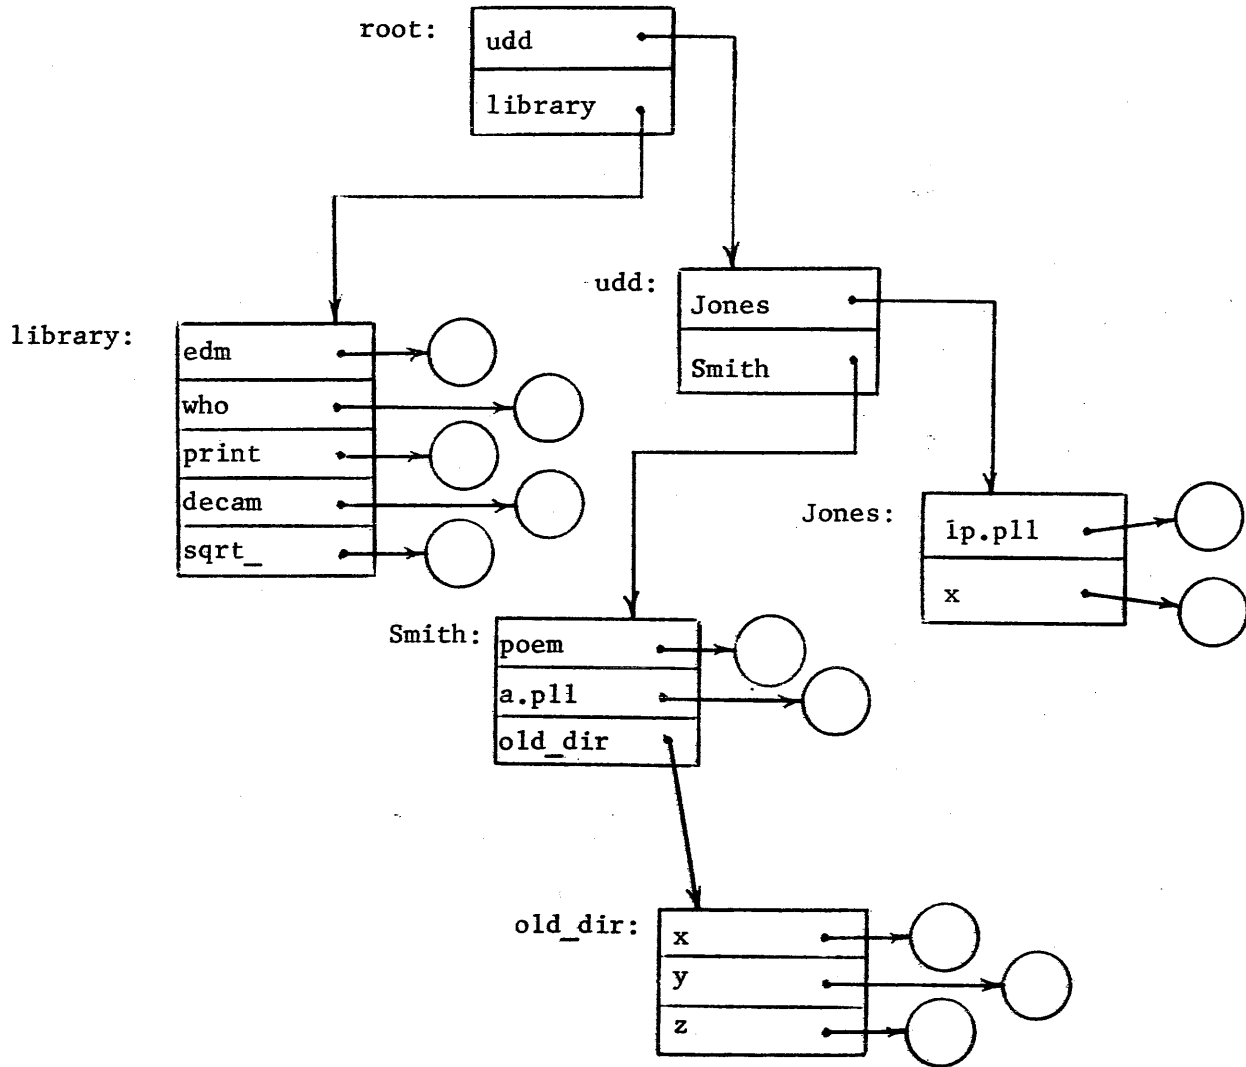 root:
udd
library
library:
edm
who
print
decam
sqrt_
udd:
Jones
Smith
Jones:
ip.pl1
x
Smith:
poem
a.pl1
old_dir
old_dir:
x
y
z